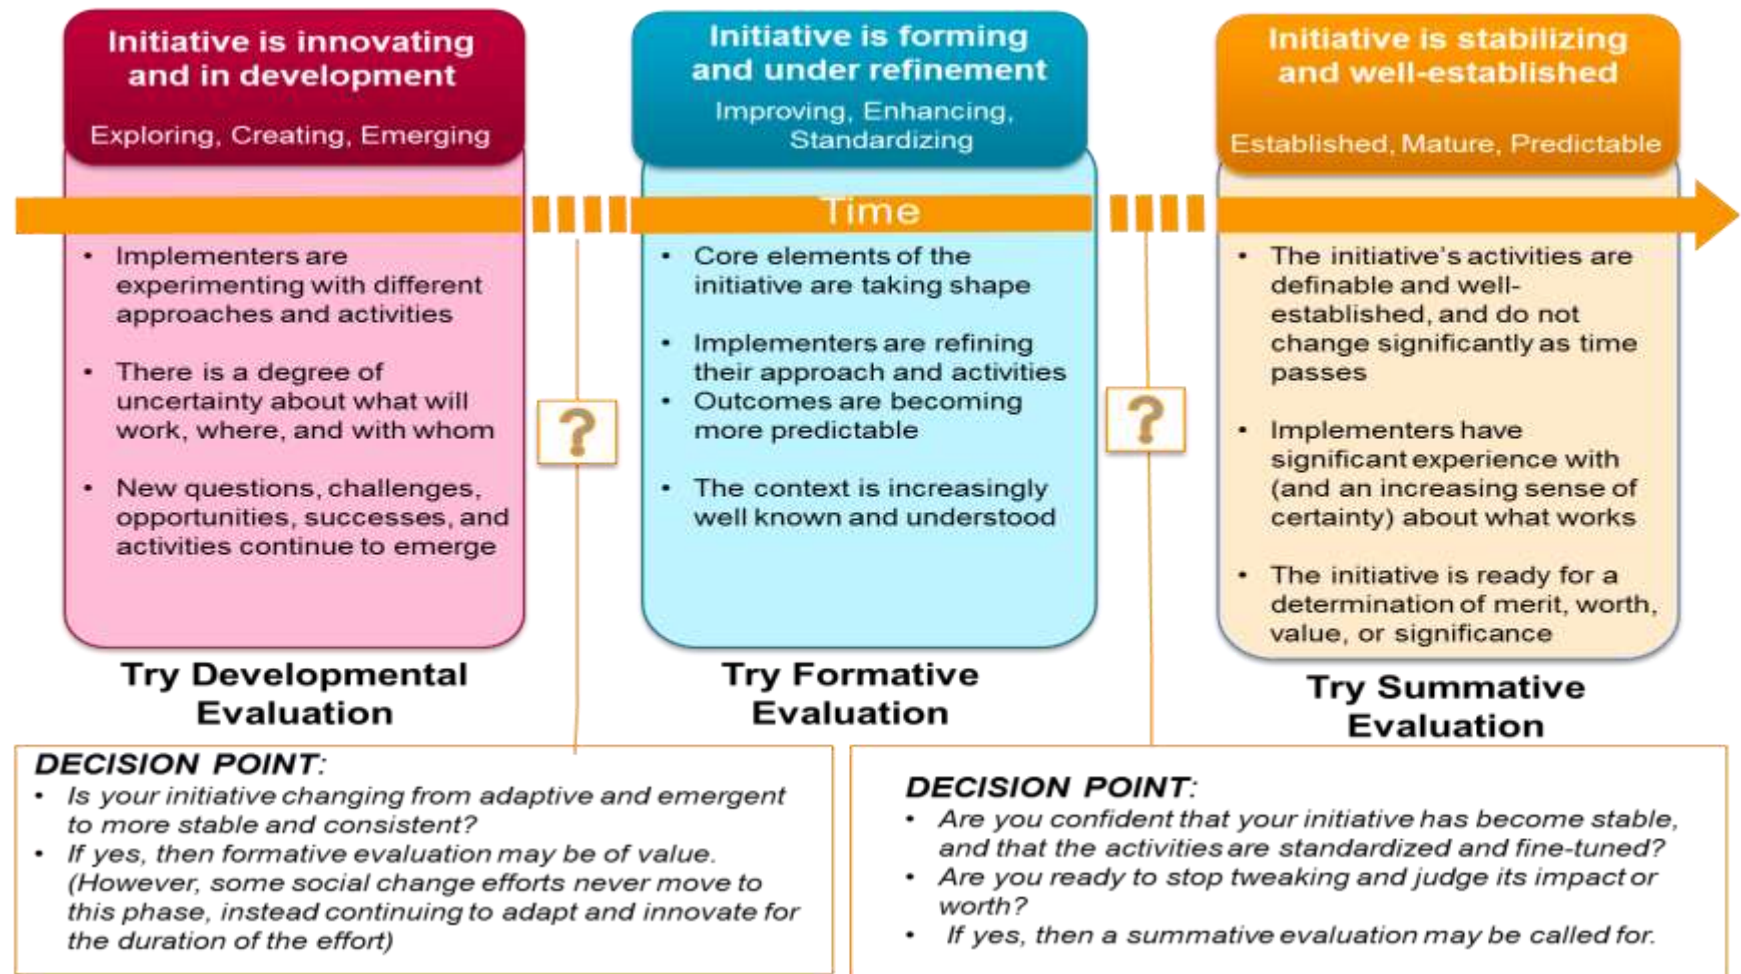 Initiative is innovating
and in development
Exploring, Creating, Emerging
• Implementers are
experimenting with different
approaches and activities
• There is a degree of
uncertainty about what will
work, where, and with whom
• New questions, challenges,
opportunities, successes, and
activities continue to emerge
Try Developmental
Evaluation
Initiative is forming
and under refinement
Improving, Enhancing,
Standardizing
Time
• Core elements of the
initiative are taking shape
• Implementers are refining
their approach and activities
• Outcomes are becoming
more predictable
• The context is increasingly
well known and understood
Try Formative
Evaluation
Initiative is stabilizing
and well-established
Established, Mature, Predictable
• The initiative's activities are
definable and well-
established, and do not
change significantly as time
passes
• Implementers have
significant experience with
(and an increasing sense of
certainty) about what works
• The initiative is ready for a
determination of merit, worth,
value, or significance
Try Summative
Evaluation
?
?
DECISION POINT:
• Is your initiative changing from adaptive and emergent
to more stable and consistent?
• If yes, then formative evaluation may be of value.
(However, some social change efforts never move to
this phase, instead continuing to adapt and innovate for
the duration of the effort)
DECISION POINT:
• Are you confident that your initiative has become stable,
and that the activities are standardized and fine-tuned?
• Are you ready to stop tweaking and judge its impact or
worth?
• If yes, then a summative evaluation may be called for.